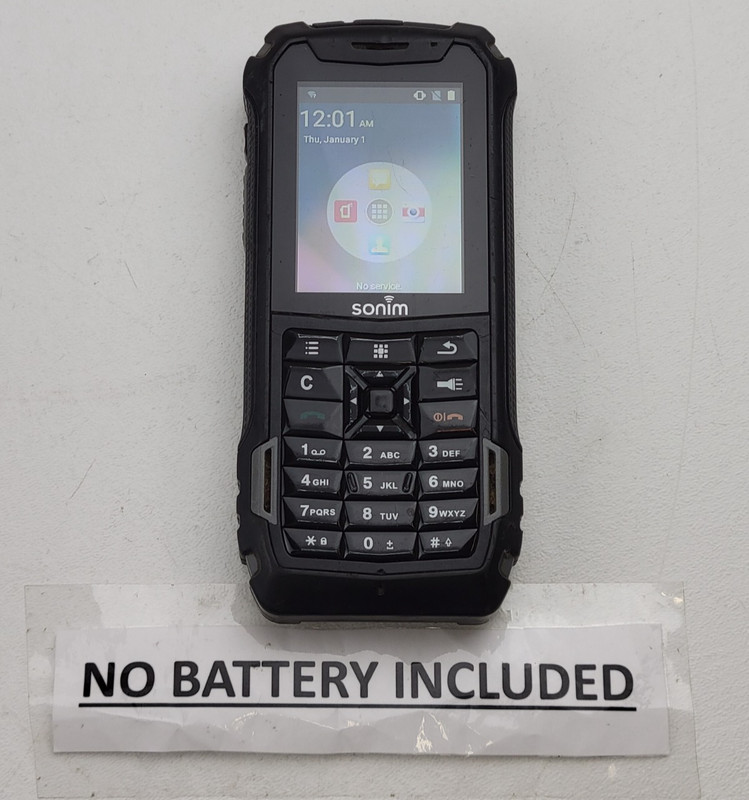 12:01 AM
Thu, January 1
No service.
sonim
C
1
2 ABC
3 DEF
4 GHI
5 JKL
6 MNO
7 PQRS
8 TUV
9 WXYZ
*
0 ±
#
NO BATTERY INCLUDED